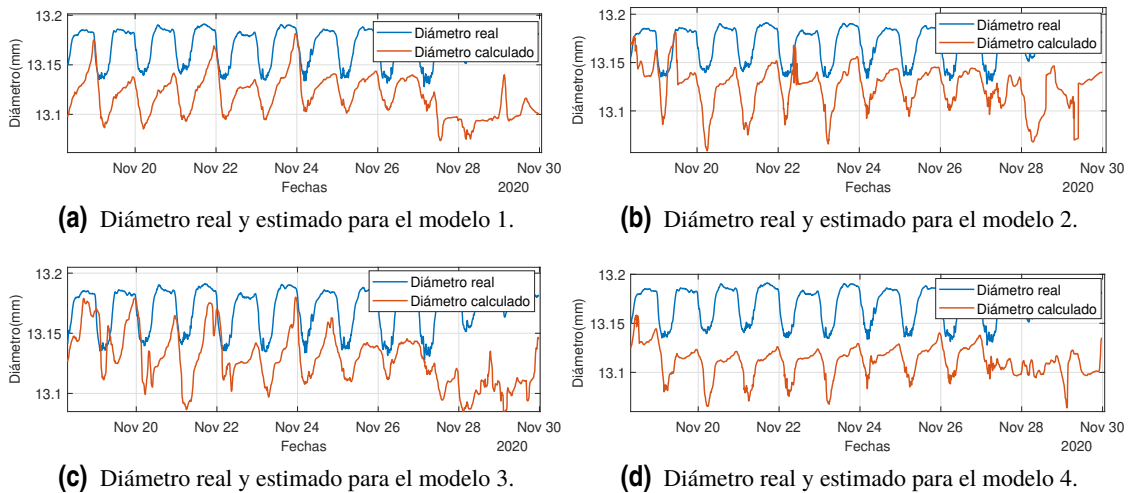 13.2
13.15
13.1
Diámetro(mm)
Diámetro real
Diámetro calculado
Nov 20 Nov 22 Nov 24 Nov 26 Nov 28 Nov 30
Fechas 2020
(a) Diámetro real y estimado para el modelo 1.
13.2
13.15
13.1
Diámetro(mm)
Diámetro real
Diámetro calculado
Nov 20 Nov 22 Nov 24 Nov 26 Nov 28 Nov 30
Fechas 2020
(b) Diámetro real y estimado para el modelo 2.
13.2
13.15
13.1
Diámetro(mm)
Diámetro real
Diámetro calculado
Nov 20 Nov 22 Nov 24 Nov 26 Nov 28 Nov 30
Fechas 2020
(c) Diámetro real y estimado para el modelo 3.
13.2
13.15
13.1
Diámetro(mm)
Diámetro real
Diámetro calculado
Nov 20 Nov 22 Nov 24 Nov 26 Nov 28 Nov 30
Fechas 2020
(d) Diámetro real y estimado para el modelo 4.